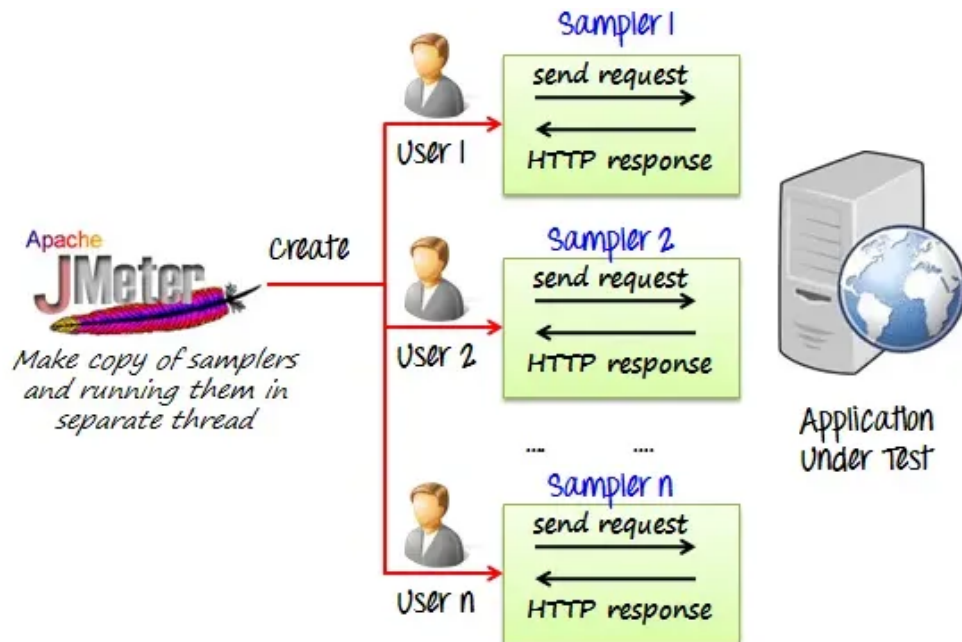 Apache
JMeter
Make copy of samplers
and running them in
separate thread
Create
User 1
Sampler 1
send request
HTTP response
User 2
Sampler 2
send request
HTTP response
.... ....
User n
Sampler n
send request
HTTP response
Application
Under Test